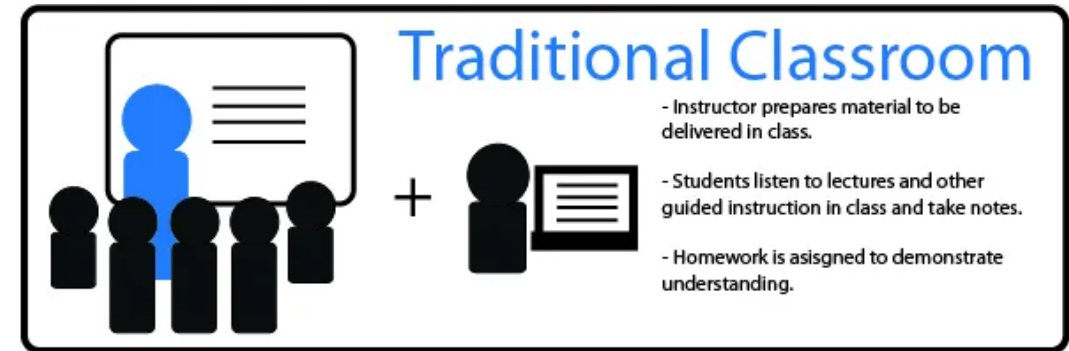 Traditional Classroom
- Instructor prepares material to be
delivered in class.
- Students listen to lectures and other
guided instruction in class and take notes.
- Homework is asisgned to demonstrate
understanding.
+